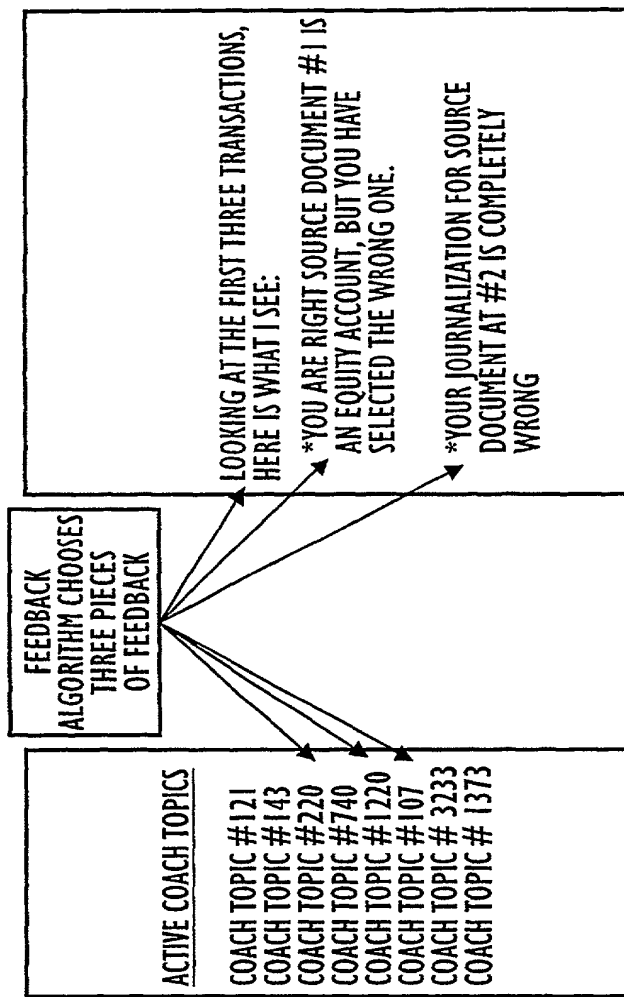 FEEDBACK
ALGORITHM CHOOSES
THREE PIECES
OF FEEDBACK
ACTIVE COACH TOPICS
COACH TOPIC #121
COACH TOPIC #143
COACH TOPIC #220
COACH TOPIC #740
COACH TOPIC #1220
COACH TOPIC #107
COACH TOPIC # 3233
COACH TOPIC # 1373
LOOKING AT THE FIRST THREE TRANSACTIONS,
HERE IS WHAT I SEE:
*YOU ARE RIGHT SOURCE DOCUMENT #1 IS
AN EQUITY ACCOUNT, BUT YOU HAVE
SELECTED THE WRONG ONE.
*YOUR JOURNALIZATION FOR SOURCE
DOCUMENT AT #2 IS COMPLETELY
WRONG